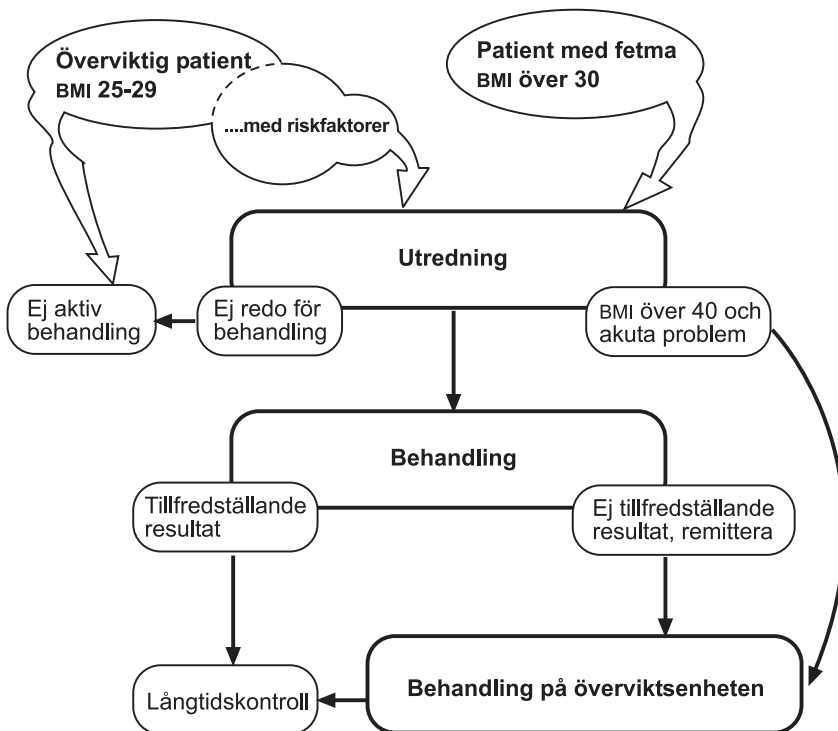 Överviktig patient
BMI 25-29
....med riskfaktorer
Patient med fetma
BMI över 30
Utredning
Ej aktiv
behandling
Ej redo för
behandling
BMI över 40 och
akuta problem
Behandling
Tillfredställande
resultat
Ej tillfredställande
resultat, remittera
Långtidskontroll
Behandling på överviktsenheten